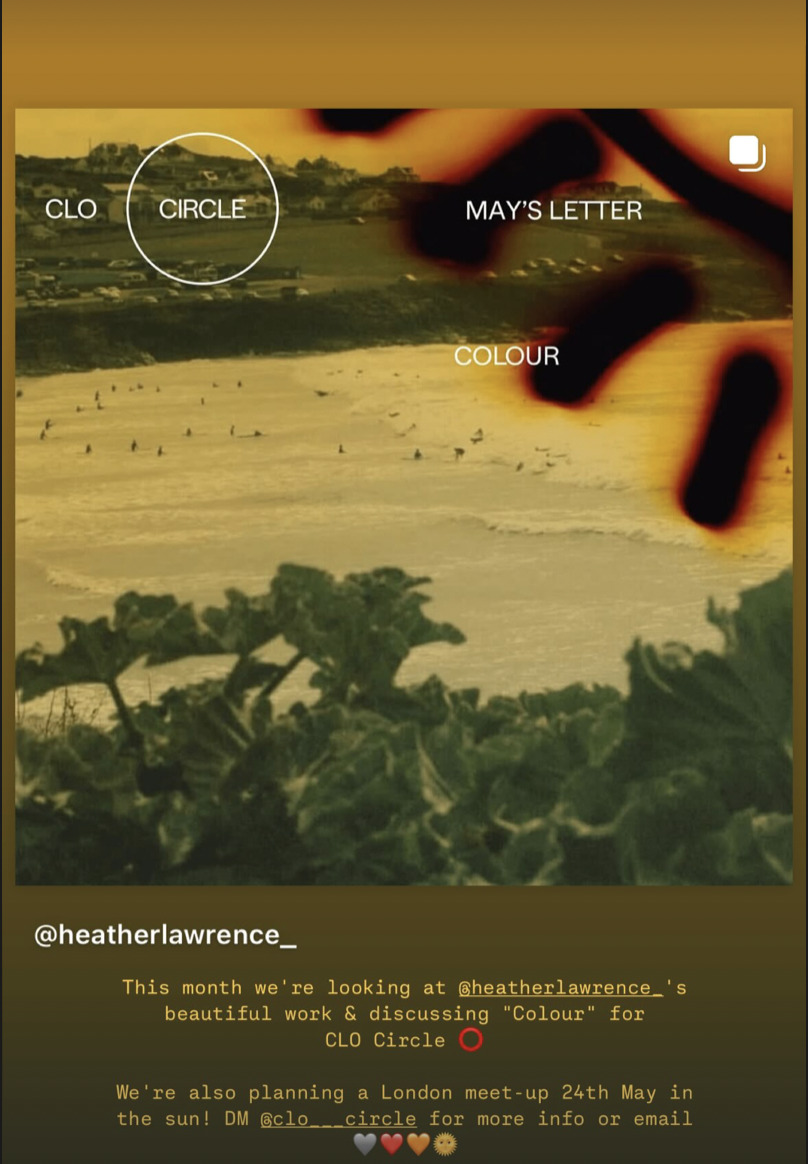 CLO CIRCLE MAY'S LETTER
COLOUR
@heatherlawrence_
This month we're looking at @heatherlawrence_'s
beautiful work & discussing "Colour" for
CLO Circle ⭕
We're also planning a London meet-up 24th May in
the sun! DM @clo___circle for more info or email
🩶❤️🧡🌞